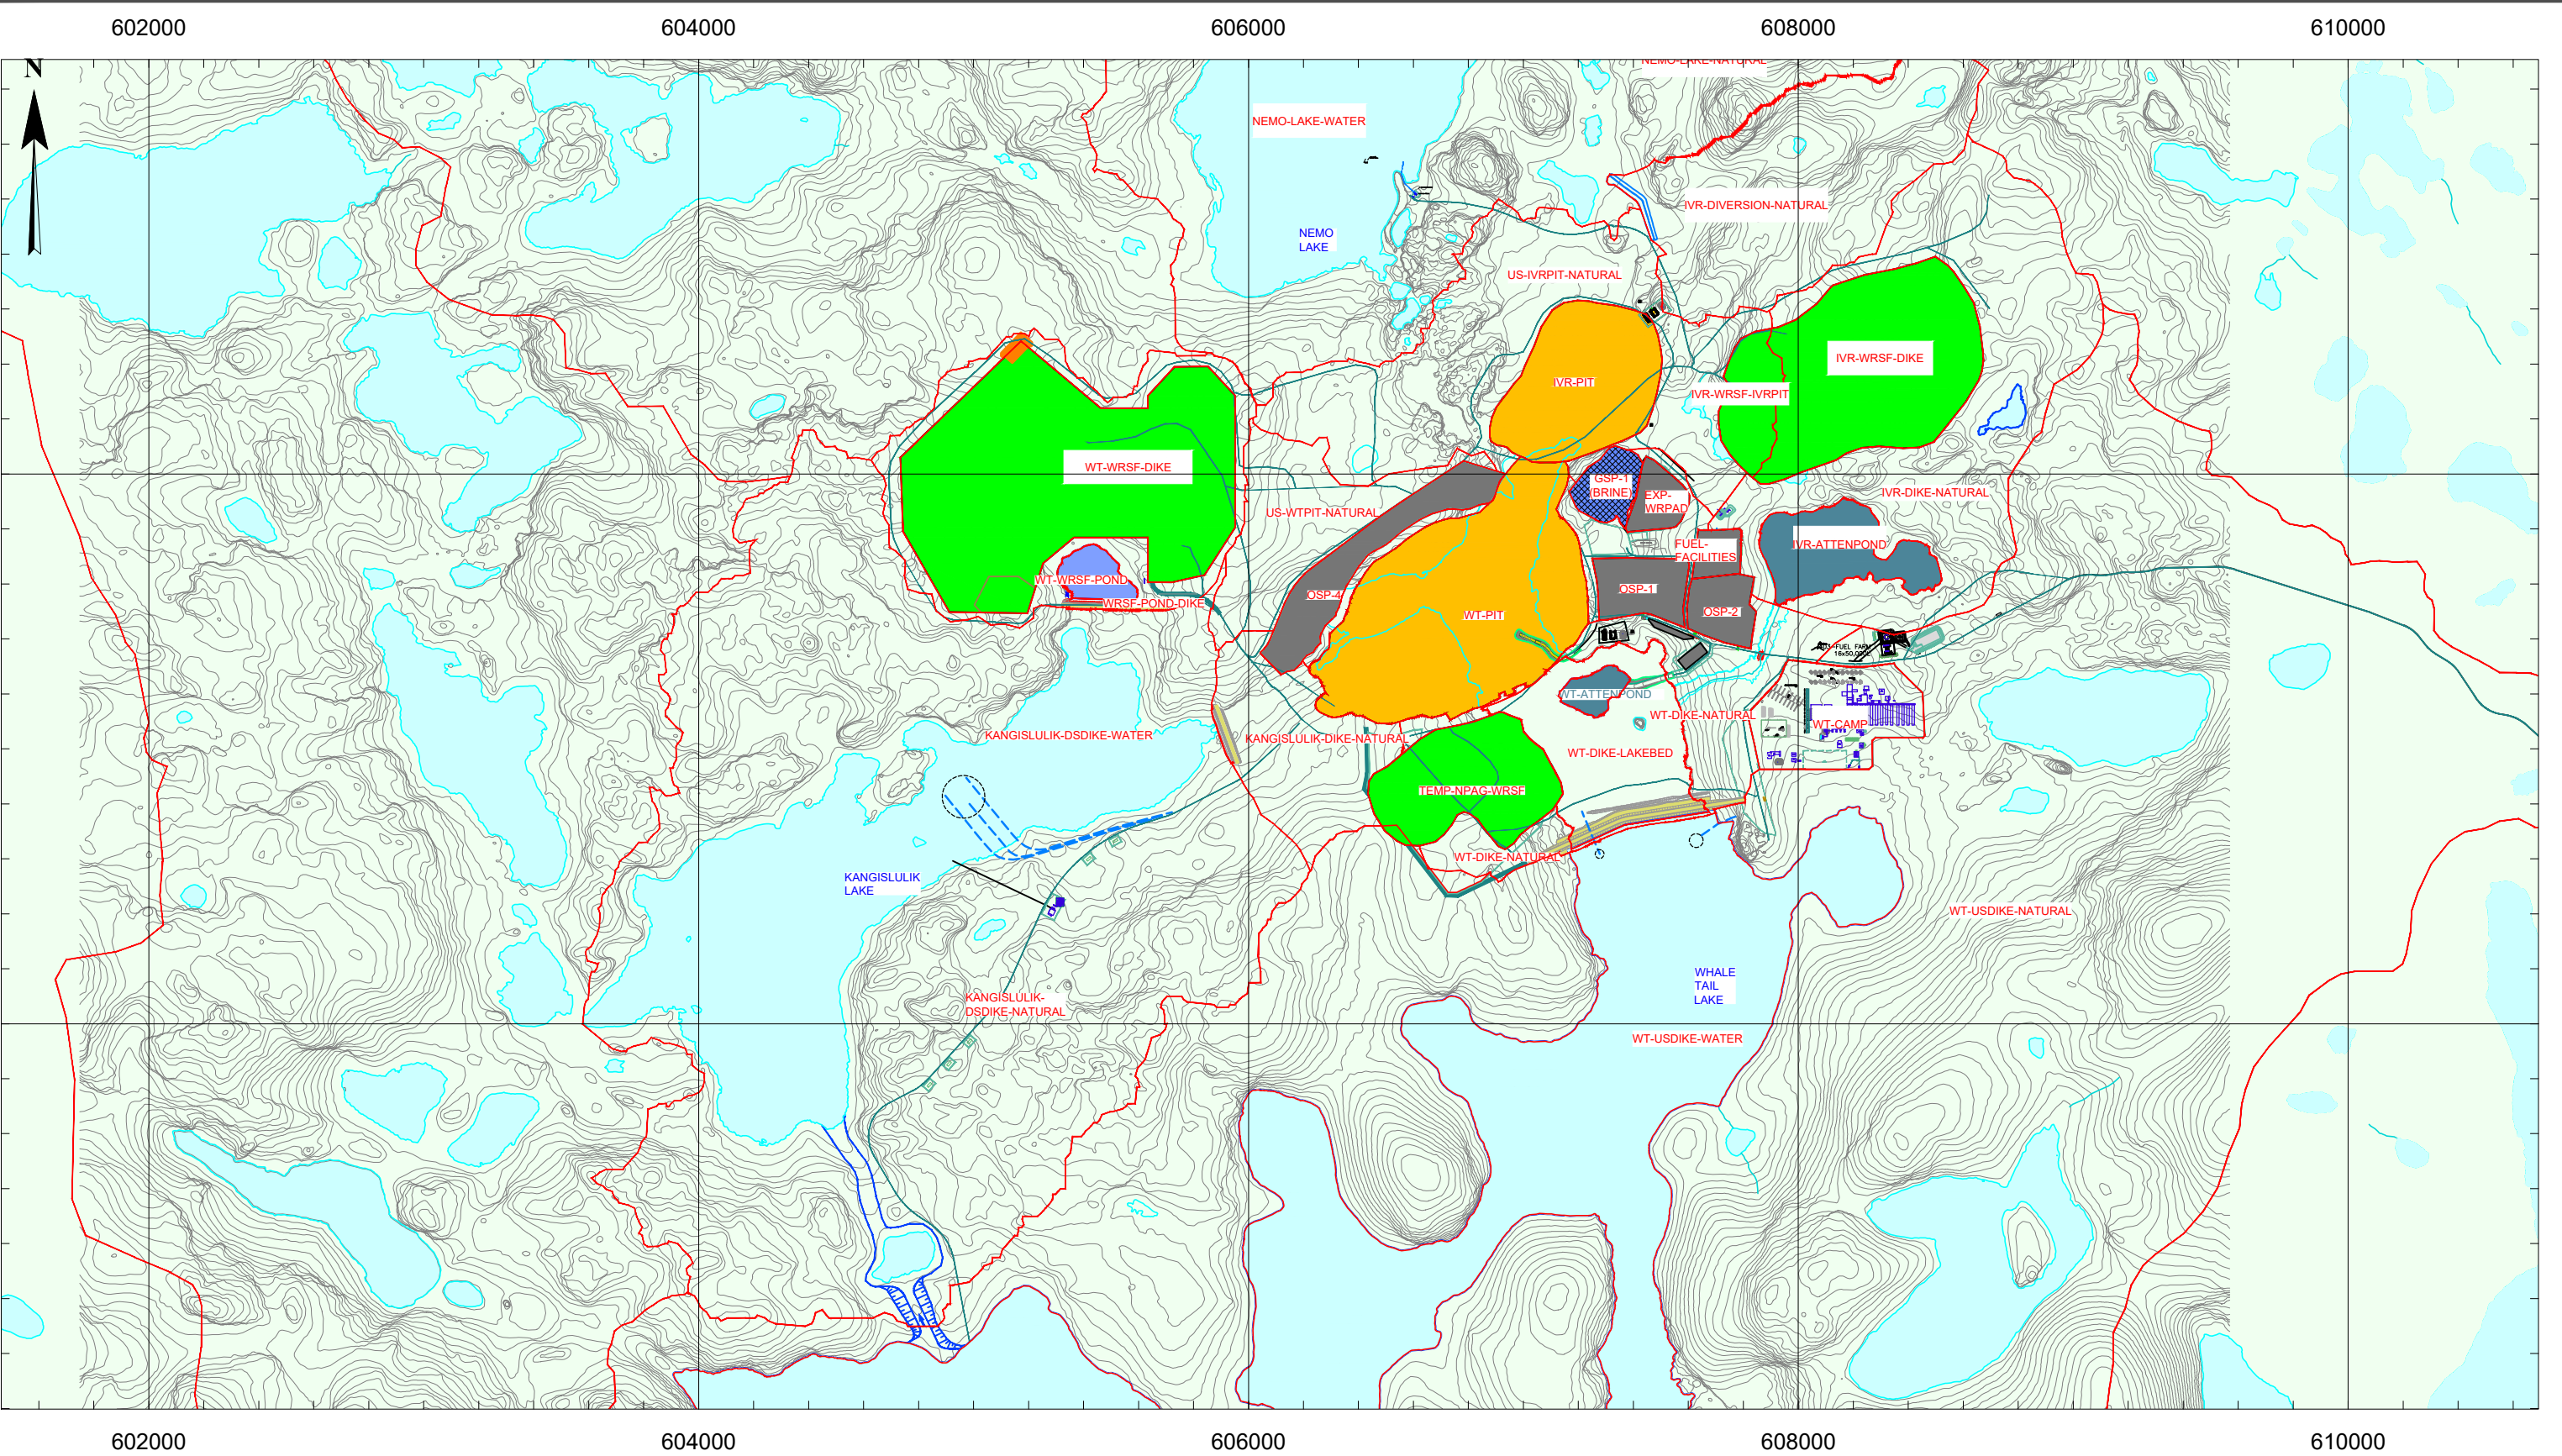 602000
604000
606000
608000
610000
N
NEMO-LAKE-NATURAL
NEMO-LAKE-WATER
IVR-DIVERSION-NATURAL
NEMO
LAKE
US-IVRPIT-NATURAL
IVR-WRSF-DIKE
IVR-PIT
IVR-WRSF-IVRPIT
WT-WRSF-DIKE
GSP-1
(BRINE)
EXP-
WRPAD
IVR-DIKE-NATURAL
US-WTPIT-NATURAL
FUEL-
FACILITIES
IVR-ATTENPOND
WT-WRSF-POND
WRSF-POND-DIKE
OSP-4
OSP-1
OSP-2
WT-PIT
FUEL FARM
16x50,000L
WT-ATTENPOND
WT-DIKE-NATURAL
WT-CAMP
KANGISLULIK-DSDIKE-WATER
KANGISLULIK-DIKE-NATURAL
WT-DIKE-LAKEBED
TEMP-NPAG-WRSF
WT-DIKE-NATURAL
KANGISLULIK
LAKE
WT-USDIKE-NATURAL
WHALE
TAIL
LAKE
KANGISLULIK-
DSDIKE-NATURAL
WT-USDIKE-WATER
602000
604000
606000
608000
610000